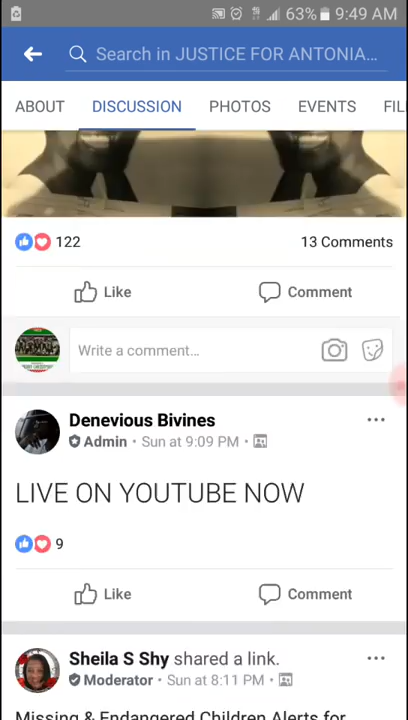 63% 9:49 AM
Search in JUSTICE FOR ANTONIA...
ABOUT DISCUSSION PHOTOS EVENTS FIL
122 13 Comments
Like Comment
Write a comment...
Denevious Bivines
Admin • Sun at 9:09 PM •
LIVE ON YOUTUBE NOW
9
Like Comment
Sheila S Shy shared a link.
Moderator • Sun at 8:11 PM •
Missing & Endangered Children Alerts for